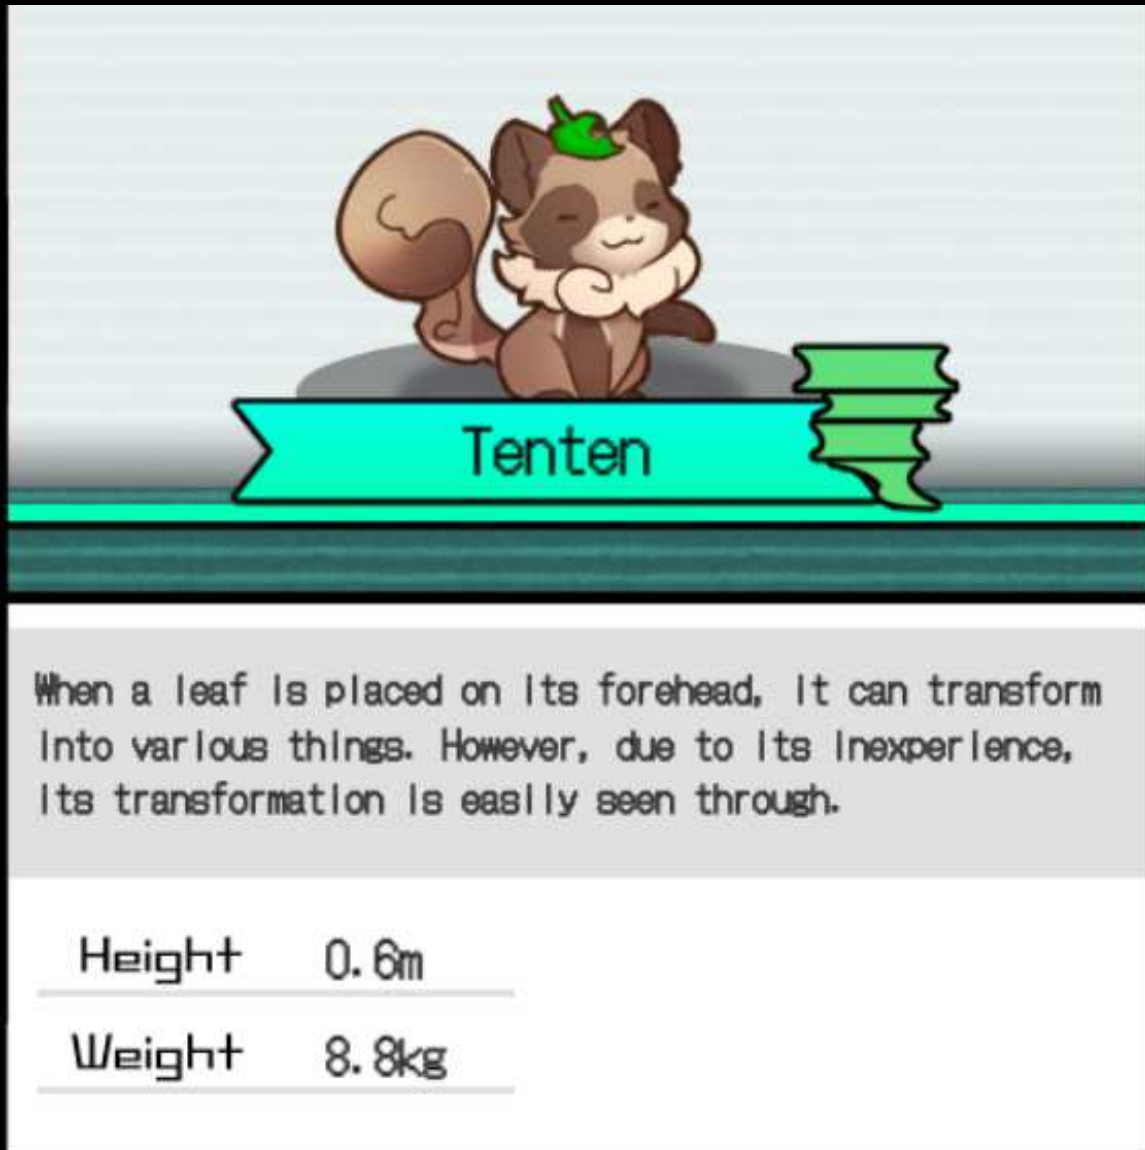 Tenten
When a leaf is placed on its forehead, it can transform
into various things. However, due to its inexperience,
its transformation is easily seen through.
Height 0.6m
Weight 8.8kg